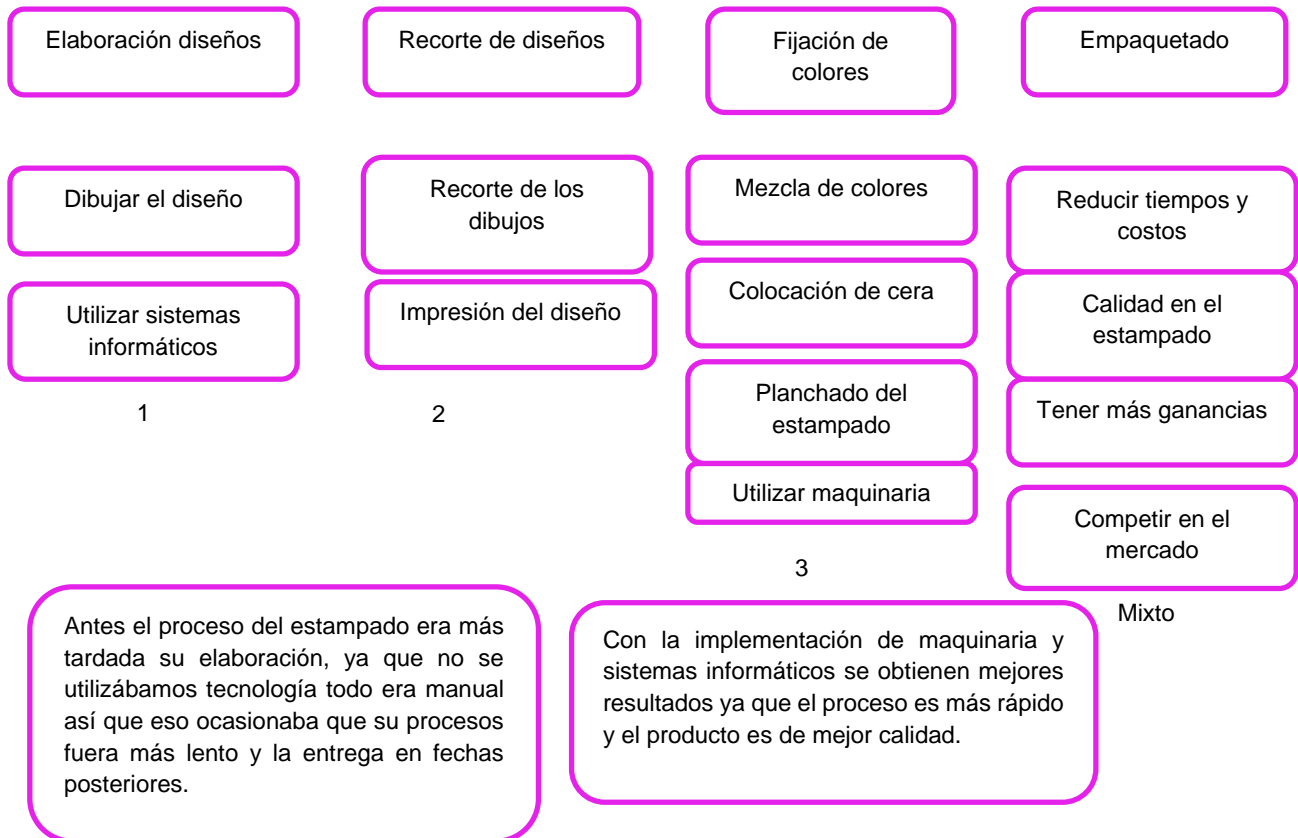 Elaboración diseños
Recorte de diseños
Fijación de
colores
Empaquetado
Dibujar el diseño
Utilizar sistemas
informáticos
1
Recorte de los
dibujos
Impresión del diseño
2
Mezcla de colores
Colocación de cera
Planchado del
estampado
Utilizar maquinaria
3
Reducir tiempos y
costos
Calidad en el
estampado
Tener más ganancias
Competir en el
mercado
Mixto
Antes el proceso del estampado era más
tardada su elaboración, ya que no se
utilizábamos tecnología todo era manual
así que eso ocasionaba que su procesos
fuera más lento y la entrega en fechas
posteriores.
Con la implementación de maquinaria y
sistemas informáticos se obtienen mejores
resultados ya que el proceso es más rápido
y el producto es de mejor calidad.